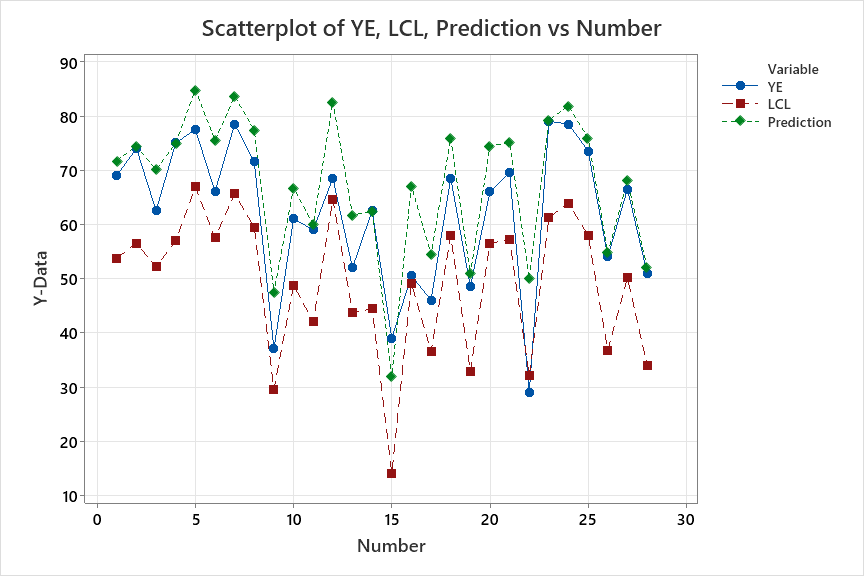 Scatterplot of YE, LCL, Prediction vs Number
Variable
YE
LCL
Prediction
90
80
70
60
50
40
30
20
10
Y-Data
0 5 10 15 20 25 30
Number